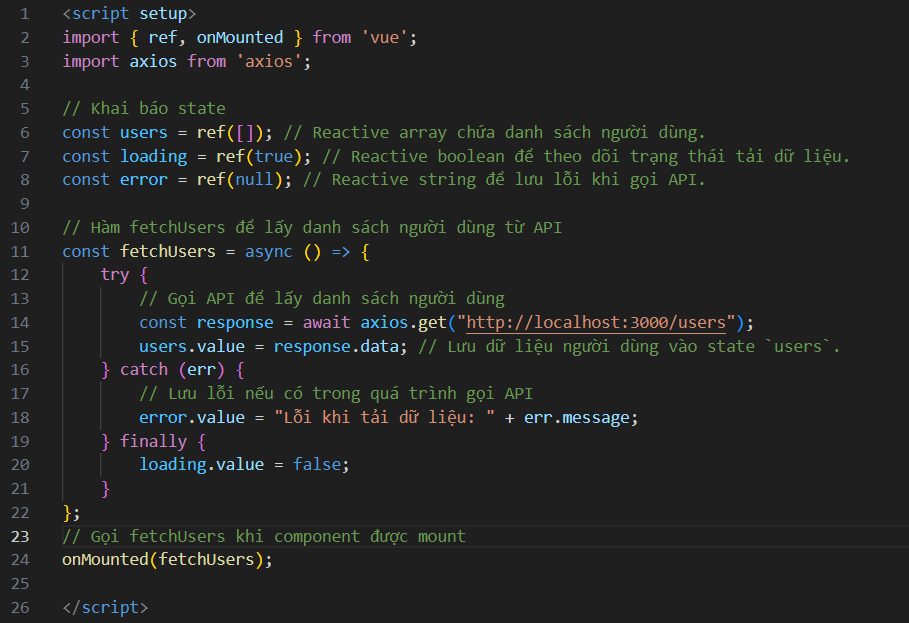 1 <script setup>
2 import { ref, onMounted } from 'vue';
3 import axios from 'axios';
4
5 // Khai báo state
6 const users = ref([]); // Reactive array chứa danh sách người dùng.
7 const loading = ref(true); // Reactive boolean để theo dõi trạng thái tải dữ liệu.
8 const error = ref(null); // Reactive string để lưu lỗi khi gọi API.
9
10 // Hàm fetchUsers để lấy danh sách người dùng từ API
11 const fetchUsers = async () => {
12     try {
13         // Gọi API để lấy danh sách người dùng
14         const response = await axios.get("http://localhost:3000/users");
15         users.value = response.data; // Lưu dữ liệu người dùng vào state `users`.
16     } catch (err) {
17         // Lưu lỗi nếu có trong quá trình gọi API
18         error.value = "Lỗi khi tải dữ liệu: " + err.message;
19     } finally {
20         loading.value = false;
21     }
22 };
23 // Gọi fetchUsers khi component được mount
24 onMounted(fetchUsers);
25
26 </script>